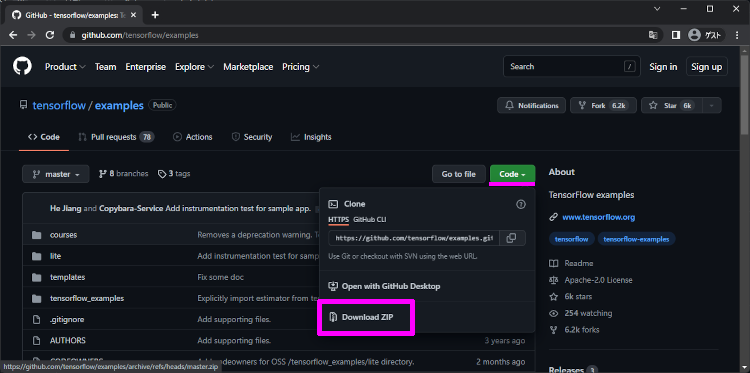 GitHub - tensorflow/examples: Te
github.com/tensorflow/examples
ゲスト
Product Team Enterprise Explore Marketplace Pricing
Search /
Sign in Sign up
tensorflow / examples Public
Notifications Fork 6.2k Star 6k
Code Pull requests 78 Actions Security Insights
master 8 branches 3 tags Go to file Code
He Jiang and Copybara-Service Add instrumentation test for sample app.
courses Removes a deprecation warning.
lite Add instrumentation test for samp
templates Fix some doc
tensorflow_examples Explicitly import estimator from te
.gitignore Add supporting files.
AUTHORS Add supporting files. 3 years ago
CODEOWNERS deowners for OSS /tensorflow_examples/lite directory. 2 months ago
Clone
HTTPS GitHub CLI
https://github.com/tensorflow/examples.gi
Use Git or checkout with SVN using the web URL.
Open with GitHub Desktop
Download ZIP
About
TensorFlow examples
www.tensorflow.org
tensorflow tensorflow-examples
Readme
Apache-2.0 License
6k stars
254 watching
6.2k forks
Releases 3
https://github.com/tensorflow/examples/archive/refs/heads/master.zip